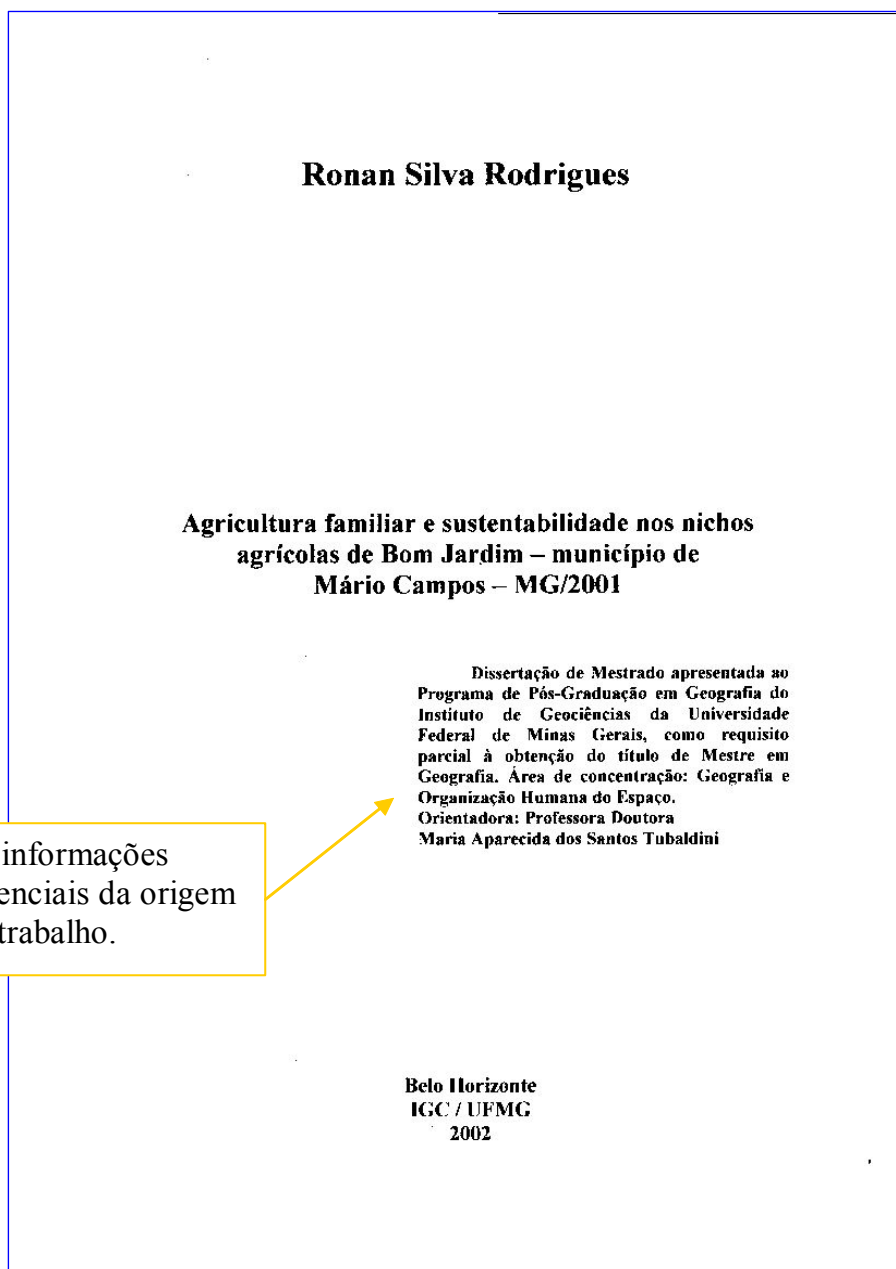 Ronan Silva Rodrigues
Agricultura familiar e sustentabilidade nos nichos
agrícolas de Bom Jardim – município de
Mário Campos – MG/2001
Dissertação de Mestrado apresentada ao
Programa de Pós-Graduação em Geografia do
Instituto de Geociências da Universidade
Federal de Minas Gerais, como requisito
parcial à obtenção do título de Mestre em
Geografia. Área de concentração: Geografia e
Organização Humana do Espaço.
Orientadora: Professora Doutora
Maria Aparecida dos Santos Tubaldini
informações
enciais da origem
trabalho.
Belo Horizonte
IGC / UFMG
2002